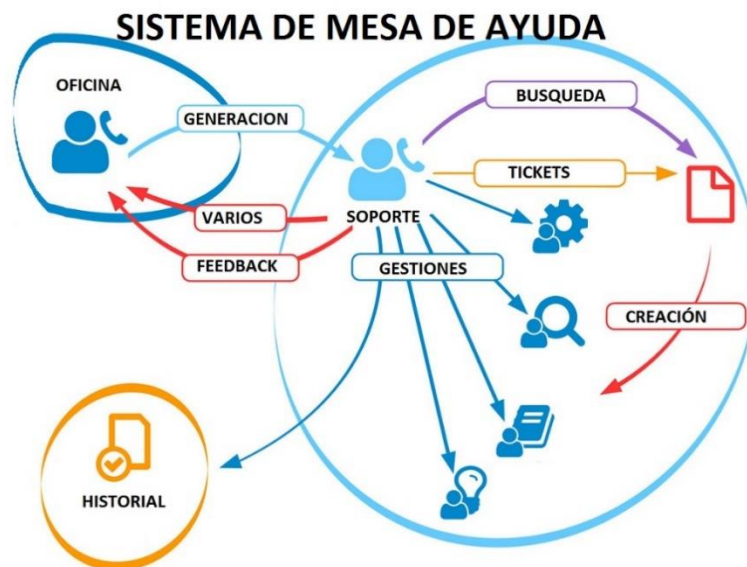 SISTEMA DE MESA DE AYUDA
OFICINA
GENERACION
BUSQUEDA
TICKETS
VARIOS
SOPORTE
FEEDBACK
GESTIONES
CREACIÓN
HISTORIAL